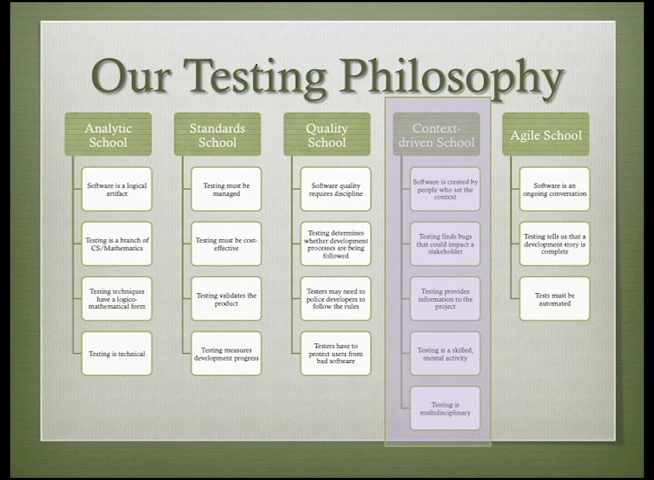 Our Testing Philosophy
Analytic
School
Software is a logical
artifact
Testing is a branch of
CS/Mathematics
Testing techniques
have a logico-
mathematical form
Testing is technical
Standards
School
Testing must be
managed
Testing must be cost-
effective
Testing validates the
product
Testing measures
development progress
Quality
School
Software quality
requires discipline
Testing determines
whether development
processes are being
followed
Testers may need to
police developers to
follow the rules
Testers have to
protect users from
bad software
Context-
driven School
Software is created by
people who set the
context
Testing finds bugs
that could impact a
stakeholder
Testing provides
information to the
project
Testing is a skilled,
mental activity
Testing is
multidisciplinary
Agile School
Software is an
ongoing conversation
Testing tells us that a
development story is
complete
Tests must be
automated